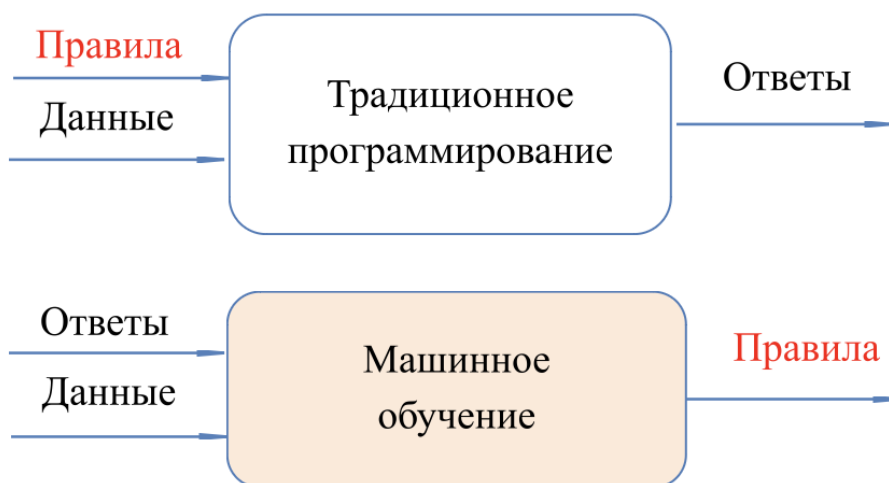 Правила
Данные
Традиционное
программирование
Ответы
Ответы
Данные
Машинное
обучение
Правила